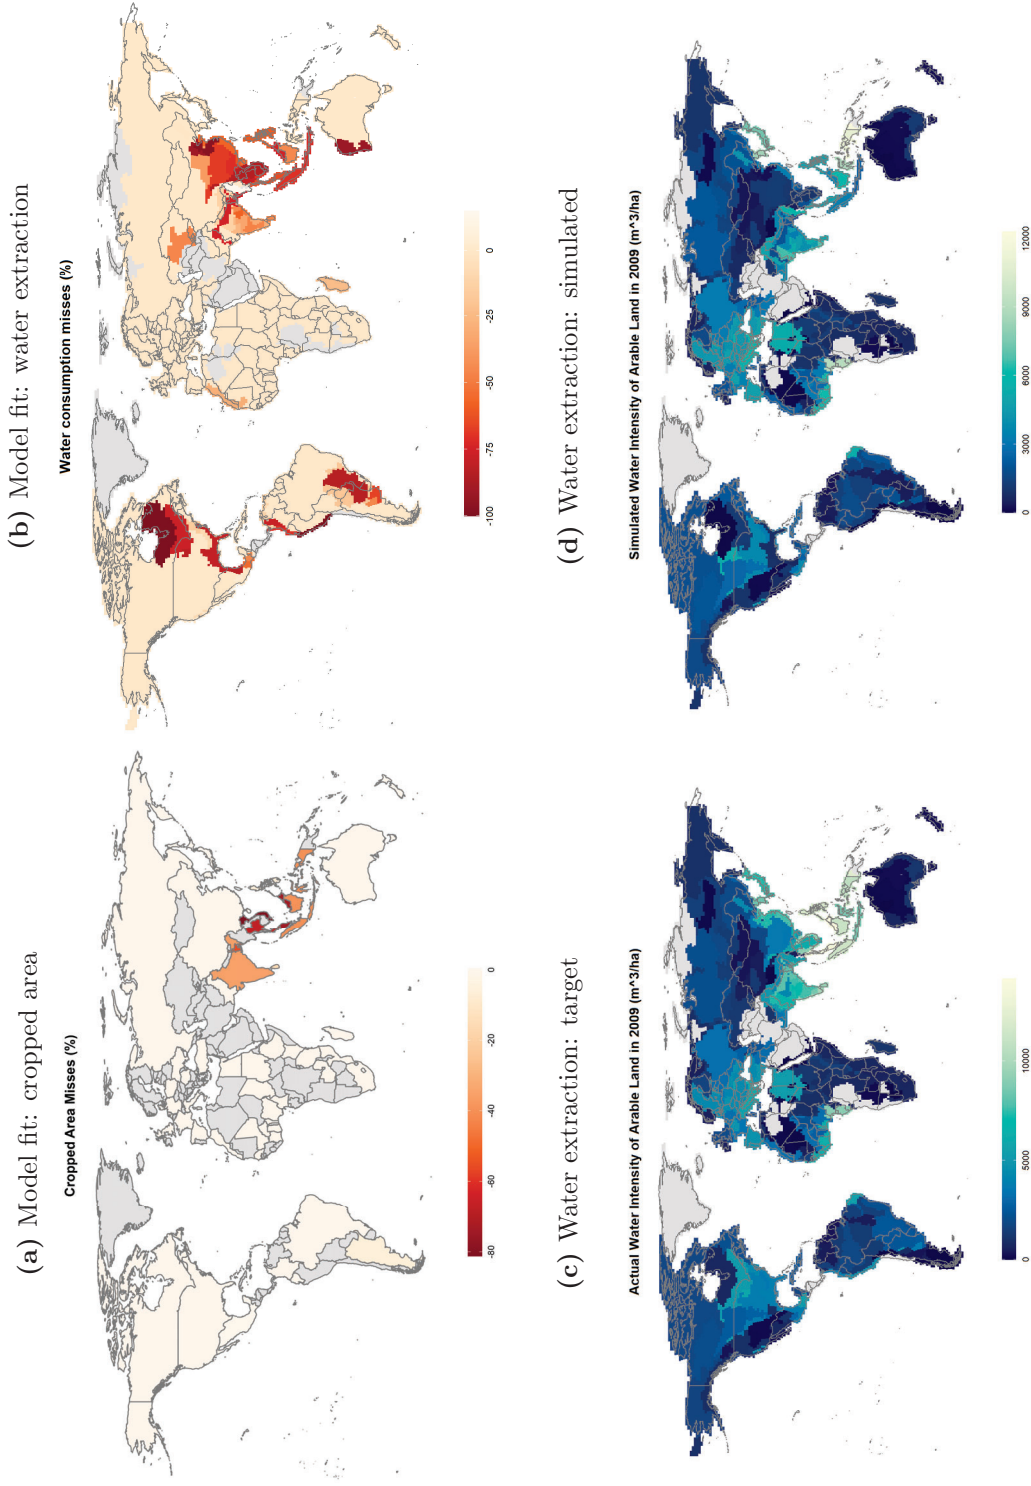 (a) Model fit: cropped area
Cropped Area Misses (%)
-80
-60
-40
-20
0
(b) Model fit: water extraction
Water consumption misses (%)
-100
-75
-50
-25
0
(c) Water extraction: target
Actual Water Intensity of Arable Land in 2009 (m^3/ha)
0
5000
10000
(d) Water extraction: simulated
Simulated Water Intensity of Arable Land in 2009 (m^3/ha)
0
3000
6000
9000
12000